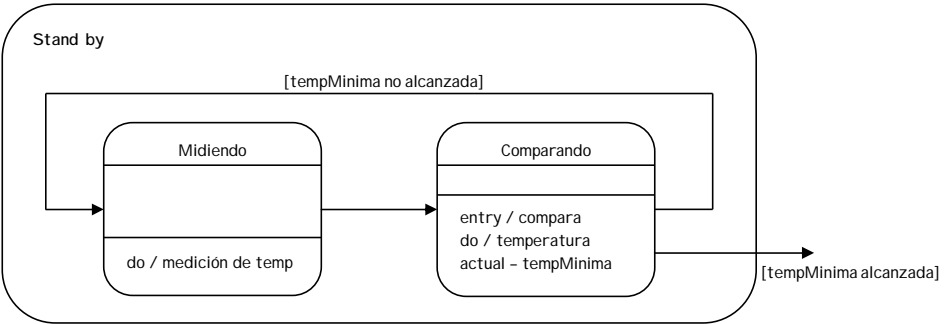 Stand by
[tempMinima no alcanzada]
Midiendo
do / medición de temp
Comparando
entry / compara
do / temperatura
actual – tempMinima
[tempMinima alcanzada]